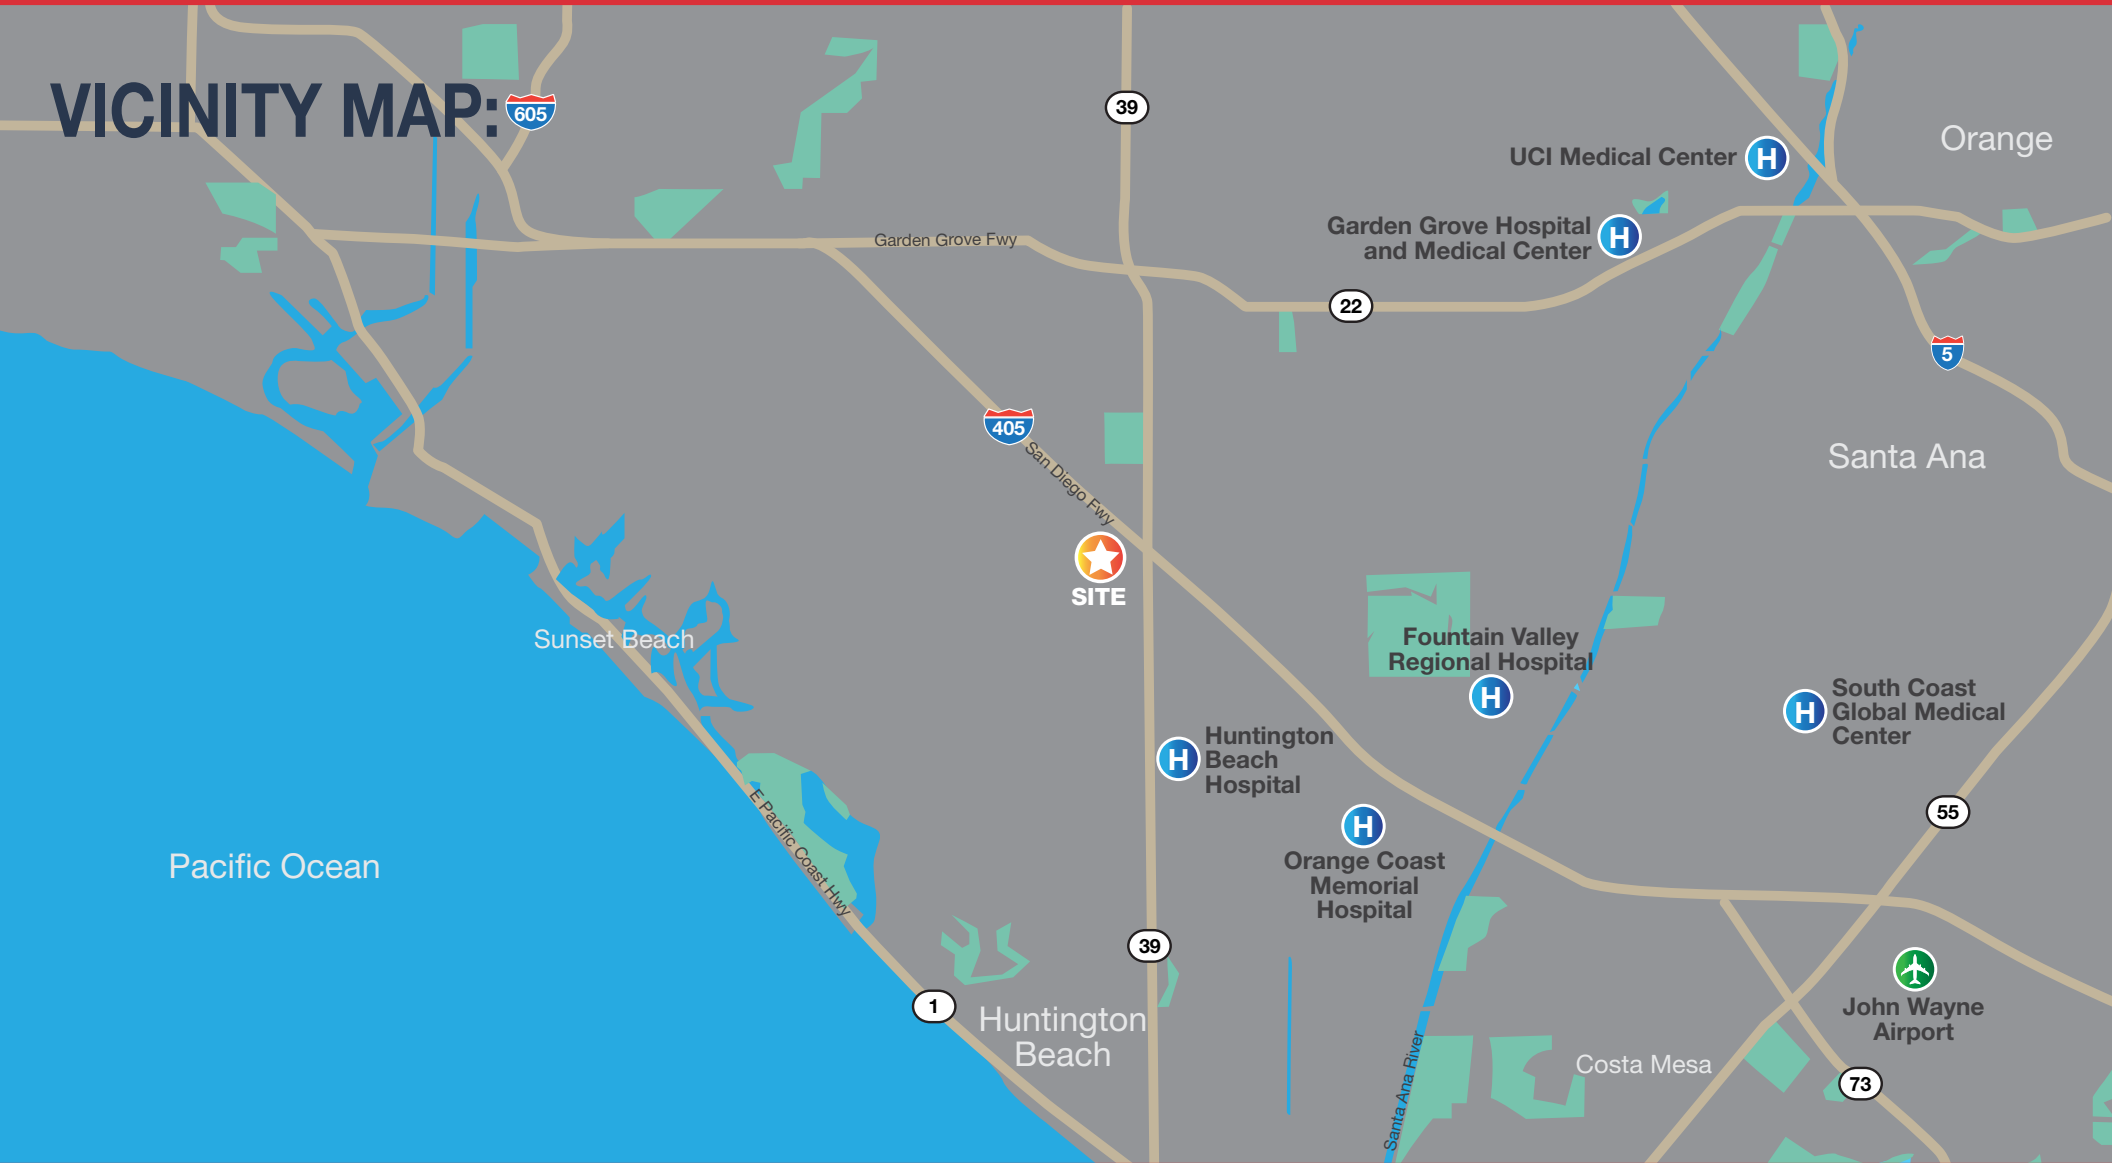 VICINITY MAP:
605
39
UCI Medical Center
H
Orange
Garden Grove Hospital
and Medical Center
H
Garden Grove Fwy
22
5
405
San Diego Fwy
Santa Ana
SITE
Sunset Beach
Fountain Valley
Regional Hospital
H
South Coast
Global Medical
Center
H
Huntington
Beach
Hospital
H
E Pacific Coast Hwy
H
Orange Coast
Memorial
Hospital
55
Pacific Ocean
39
1
Huntington
Beach
John Wayne
Airport
Santa Ana River
Costa Mesa
73